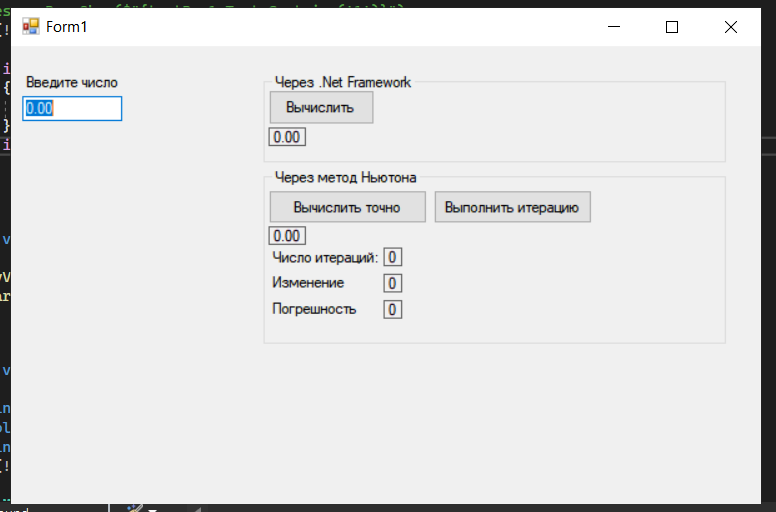 Form1
Введите число
0.00
Через .Net Framework
Вычислить
0.00
Через метод Ньютона
Вычислить точно
Выполнить итерацию
0.00
Число итераций: 0
Изменение 0
Погрешность 0